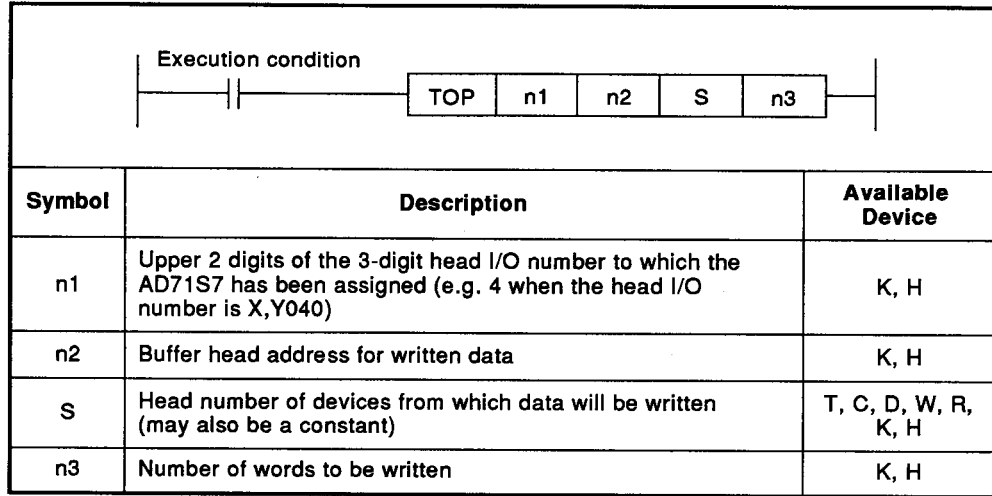 Execution condition
TOP n1 n2 S n3
Symbol Description Available Device
n1 Upper 2 digits of the 3-digit head I/O number to which the
AD71S7 has been assigned (e.g. 4 when the head I/O
number is X,Y040) K, H
n2 Buffer head address for written data K, H
S Head number of devices from which data will be written
(may also be a constant) T, C, D, W, R,
K, H
n3 Number of words to be written K, H